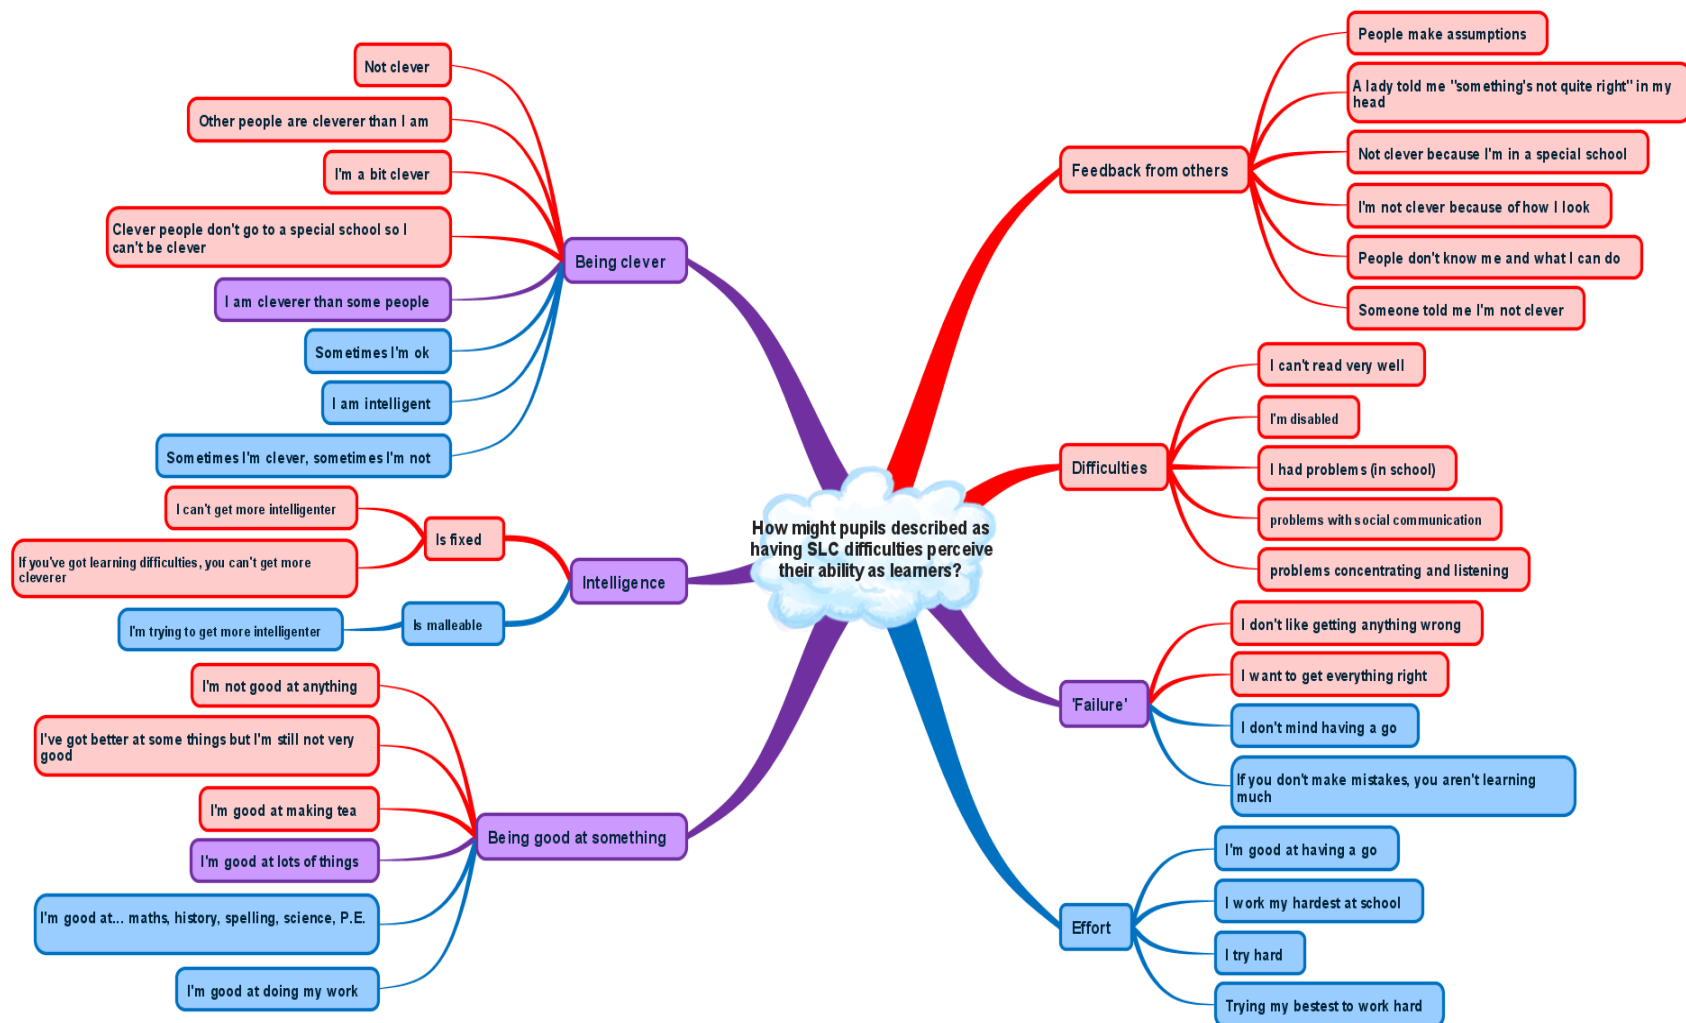 How might pupils described as
having SLC difficulties perceive
their ability as learners?
Being clever
Not clever
Other people are cleverer than I am
I'm a bit clever
Clever people don't go to a special school so I
can't be clever
I am cleverer than some people
Sometimes I'm ok
I am intelligent
Sometimes I'm clever, sometimes I'm not
Intelligence
Is fixed
I can't get more intelligenter
If you've got learning difficulties, you can't get more
cleverer
Is malleable
I'm trying to get more intelligenter
Being good at something
I'm not good at anything
I've got better at some things but I'm still not very
good
I'm good at making tea
I'm good at lots of things
I'm good at... maths, history, spelling, science, P.E.
I'm good at doing my work
Feedback from others
People make assumptions
A lady told me "something's not quite right" in my
head
Not clever because I'm in a special school
I'm not clever because of how I look
People don't know me and what I can do
Someone told me I'm not clever
Difficulties
I can't read very well
I'm disabled
I had problems (in school)
problems with social communication
problems concentrating and listening
'Failure'
I don't like getting anything wrong
I want to get everything right
I don't mind having a go
If you don't make mistakes, you aren't learning
much
Effort
I'm good at having a go
I work my hardest at school
I try hard
Trying my bestest to work hard